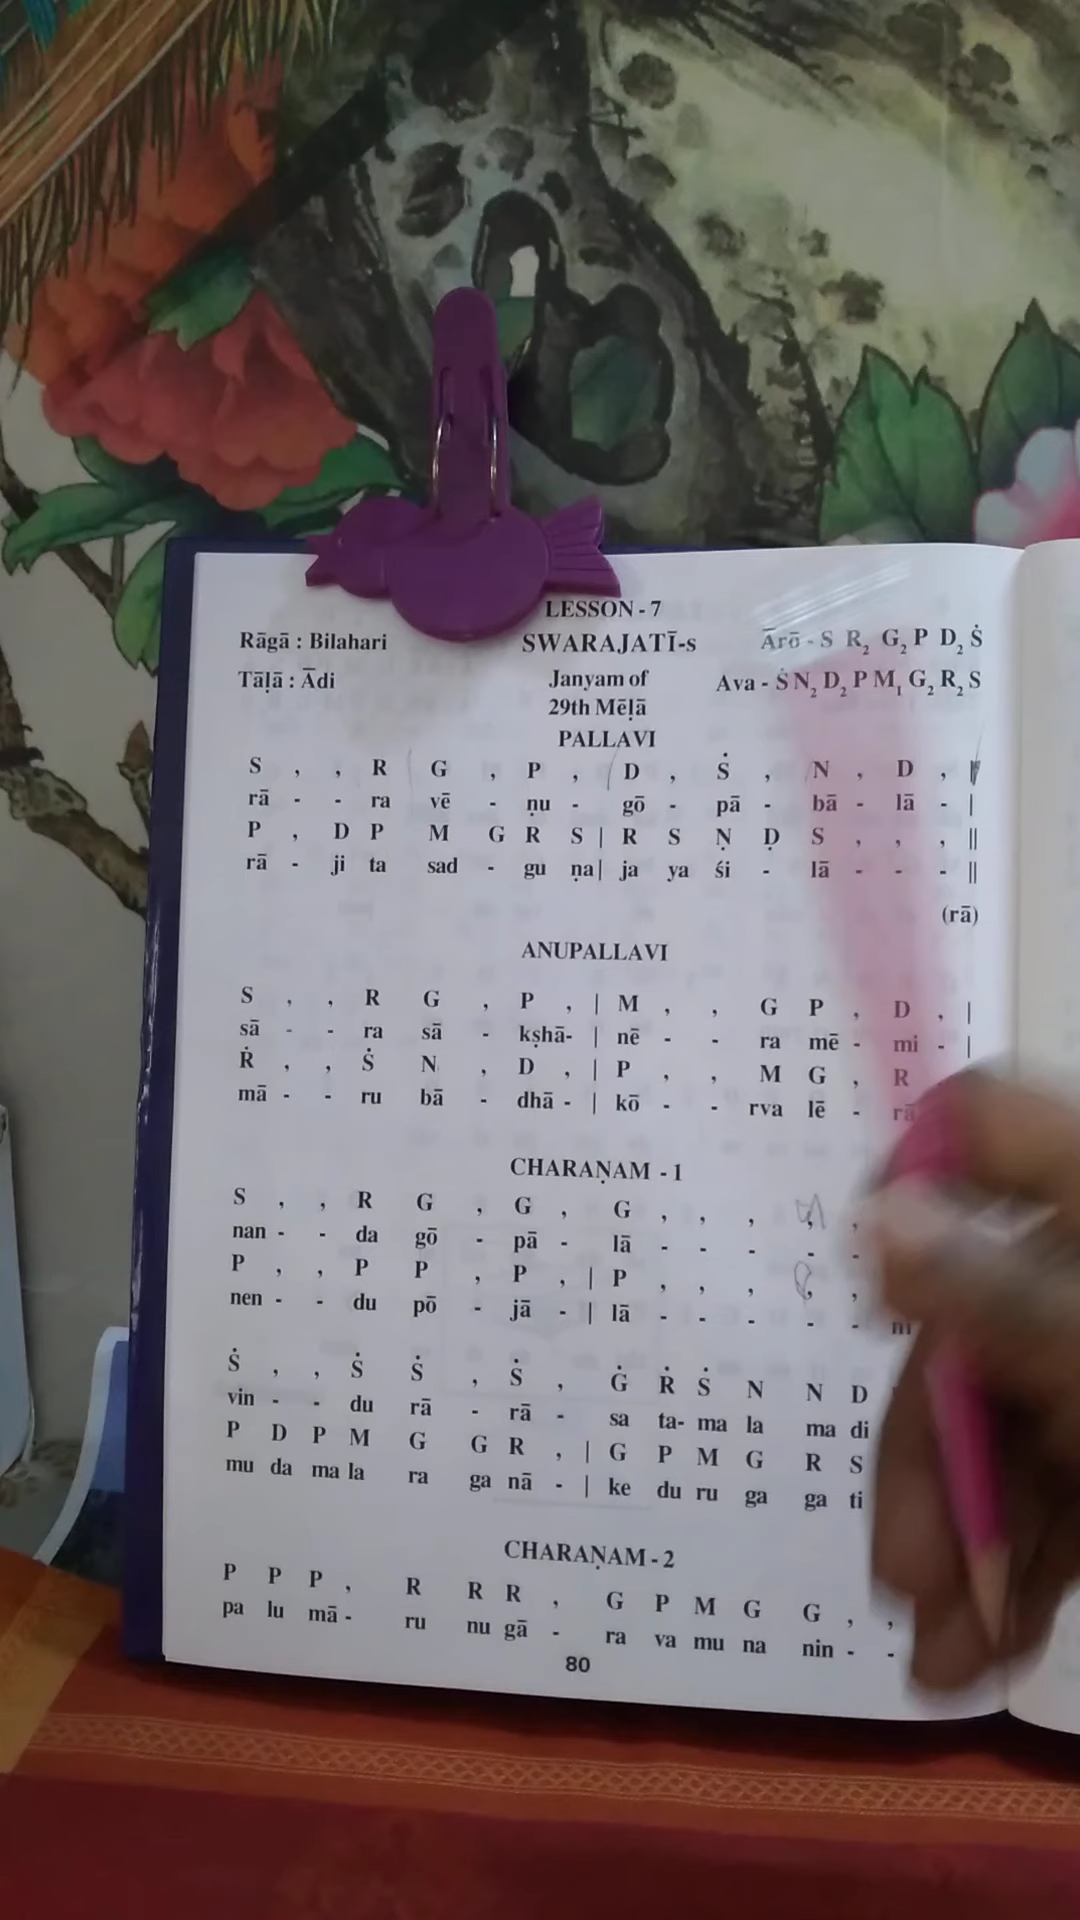 LESSON - 7
Rāgā : Bilahari SWARAJATĪ-s Ārō - S R₂ G₂ P D₂ Ṡ
Tāḷā : Ādi Janyam of Ava - Ṡ N₂ D₂ P M₁ G₂ R₂ S
29th Mēḷā
PALLAVI
S , , R G , P , D , Ṡ , N , D , ||
rā - - ra vē - ṇu - gō - pā - bā - lā - |
P , D P M G R S | R S Ṇ Ḍ S , , , ||
rā - ji ta sad - gu ṇa | ja ya śi - lā - - - ||
(rā)
ANUPALLAVI
S , , R G , P , | M , , G P , D , |
sā - - ra sā - kṣhā- | nē - - ra mē - mi - |
Ṙ , , Ṡ N , D , | P , , M G , R
mā - - ru bā - dhā - | kō - - rva lē - rā
CHARAṆAM - 1
S , , R G , G , G , , , , ,
nan - - da gō - pā - lā - - - - -
P , , P P , P , | P , , , , ,
nen - - du pō - jā - | lā - - - - - ni
Ṡ , , Ṡ Ṡ , Ṡ , Ġ Ṙ Ṡ N N D
vin - - du rā - rā - sa ta- ma la ma di
P D P M G G R , | G P M G R S
mu da ma la ra ga nā - | ke du ru ga ga ti
CHARAṆAM - 2
P P P , R R R , G P M G G , ,
pa lu mā - ru nu gā - ra va mu na nin - -
80